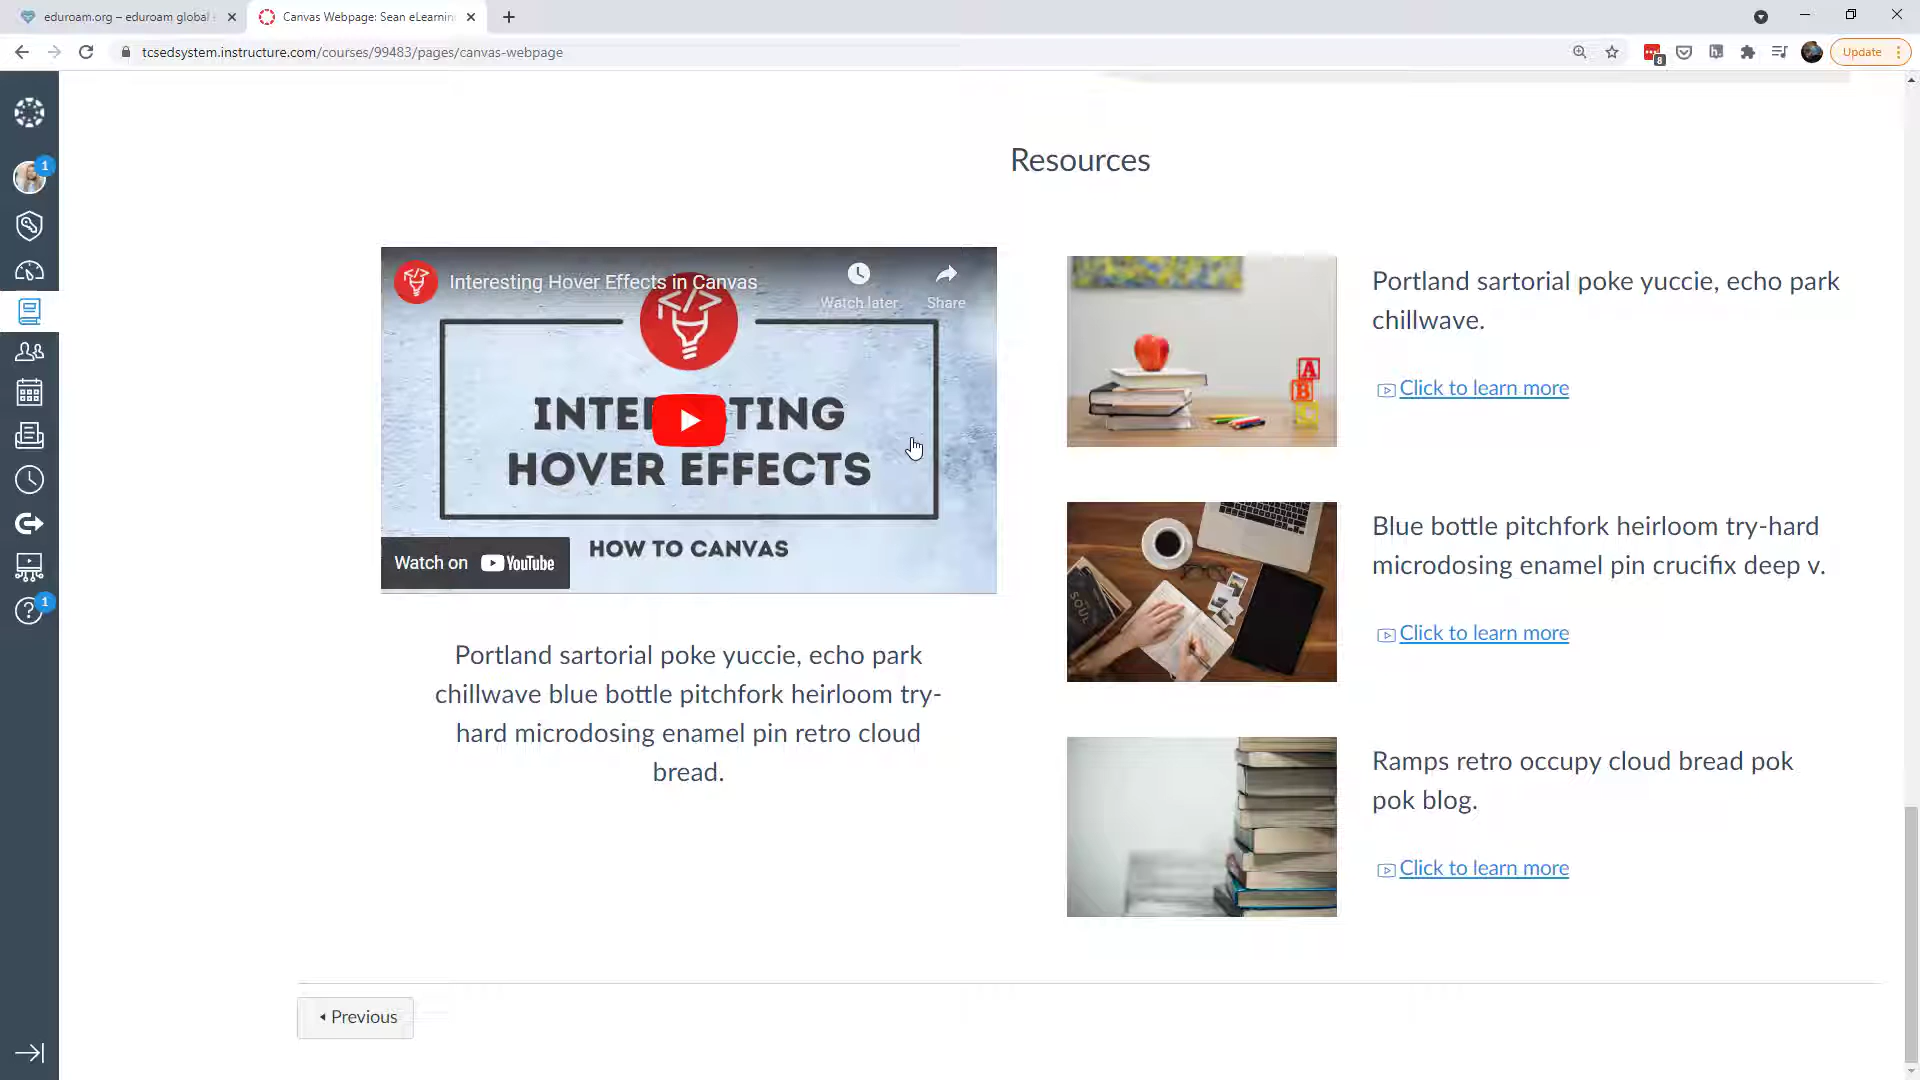 eduroam.org – eduroam global
Canvas Webpage: Sean eLearnin
tcsedsystem.instructure.com/courses/99483/pages/canvas-webpage
8
Update
1
1
Resources
Interesting Hover Effects in Canvas
Watch later
Share
INTE TING
HOVER EFFECTS
HOW TO CANVAS
Watch on YouTube
Portland sartorial poke yuccie, echo park
chillwave blue bottle pitchfork heirloom try-
hard microdosing enamel pin retro cloud
bread.
Portland sartorial poke yuccie, echo park
chillwave.
Click to learn more
A
B
C
Blue bottle pitchfork heirloom try-hard
microdosing enamel pin crucifix deep v.
Click to learn more
SOUL
Ramps retro occupy cloud bread pok
pok blog.
Click to learn more
Previous